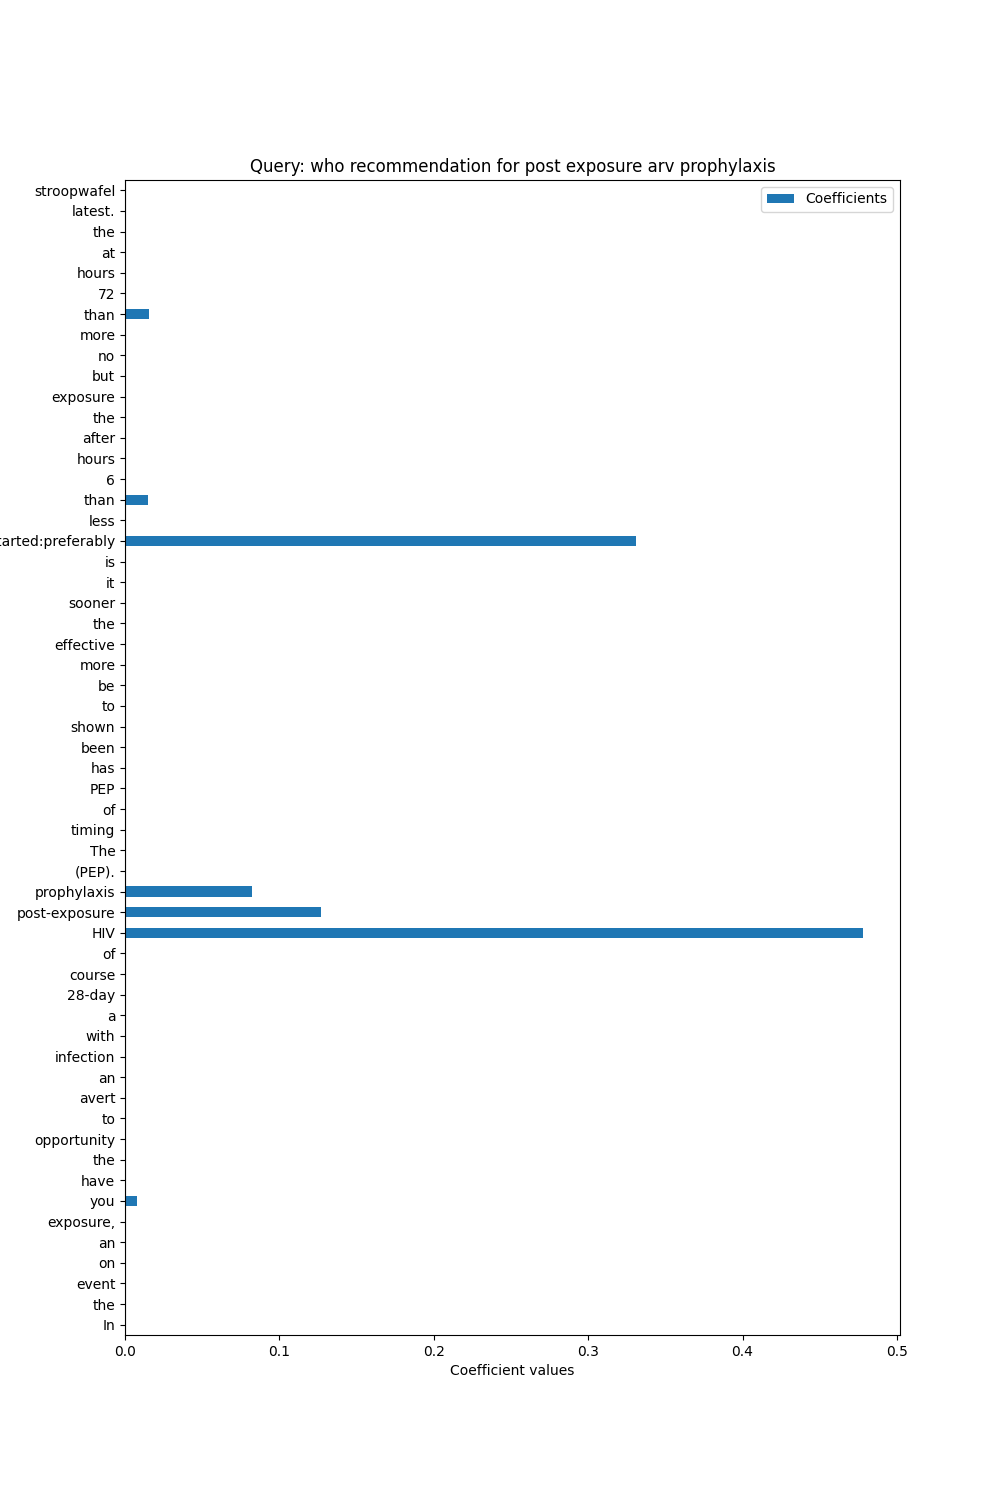 Query: who recommendation for post exposure arv prophylaxis
Coefficients
stroopwafel
latest.
the
at
hours
72
than
more
no
but
exposure
the
after
hours
6
than
less
tarted:preferably
is
it
sooner
the
effective
more
be
to
shown
been
has
PEP
of
timing
The
(PEP).
prophylaxis
post-exposure
HIV
of
course
28-day
a
with
infection
an
avert
to
opportunity
the
have
you
exposure,
an
on
event
the
In
0.0 0.1 0.2 0.3 0.4 0.5
Coefficient values